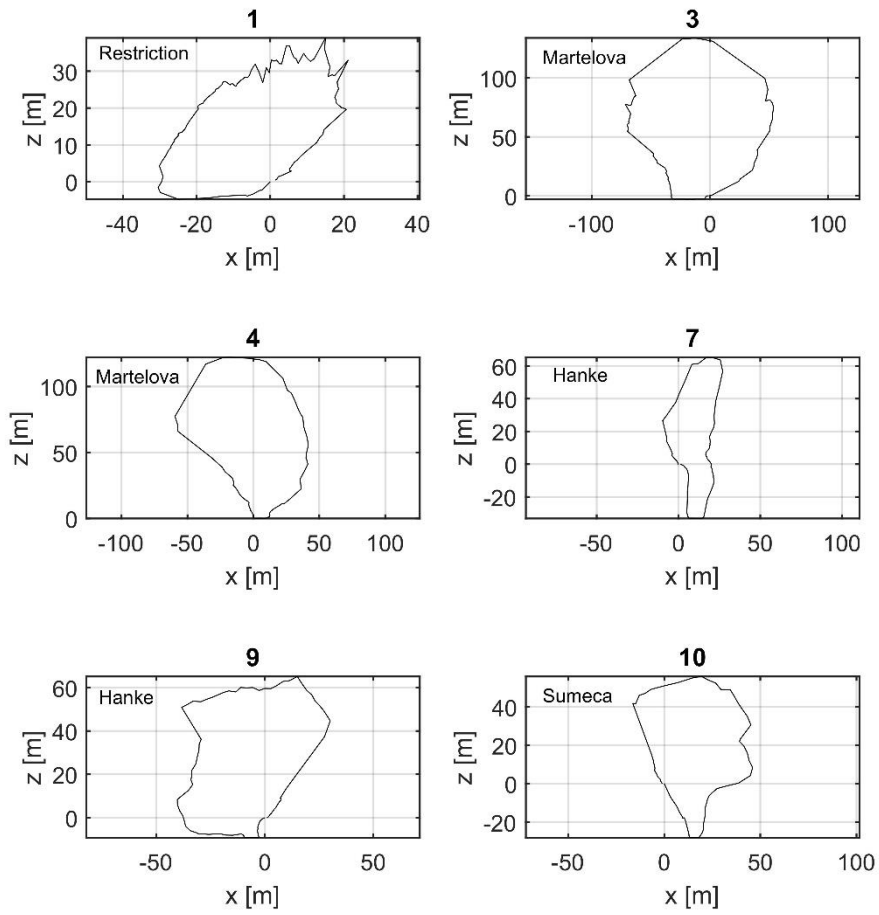 1
Restriction
30
20
10
0
z [m]
-40 -20 0 20 40
x [m]
3
Martelova
100
50
0
z [m]
-100 0 100
x [m]
4
Martelova
100
50
0
z [m]
-100 -50 0 50 100
x [m]
7
Hanke
60
40
20
0
-20
z [m]
-50 0 50 100
x [m]
9
Hanke
60
40
20
0
z [m]
-50 0 50
x [m]
10
Sumeca
40
20
0
-20
z [m]
-50 0 50 100
x [m]